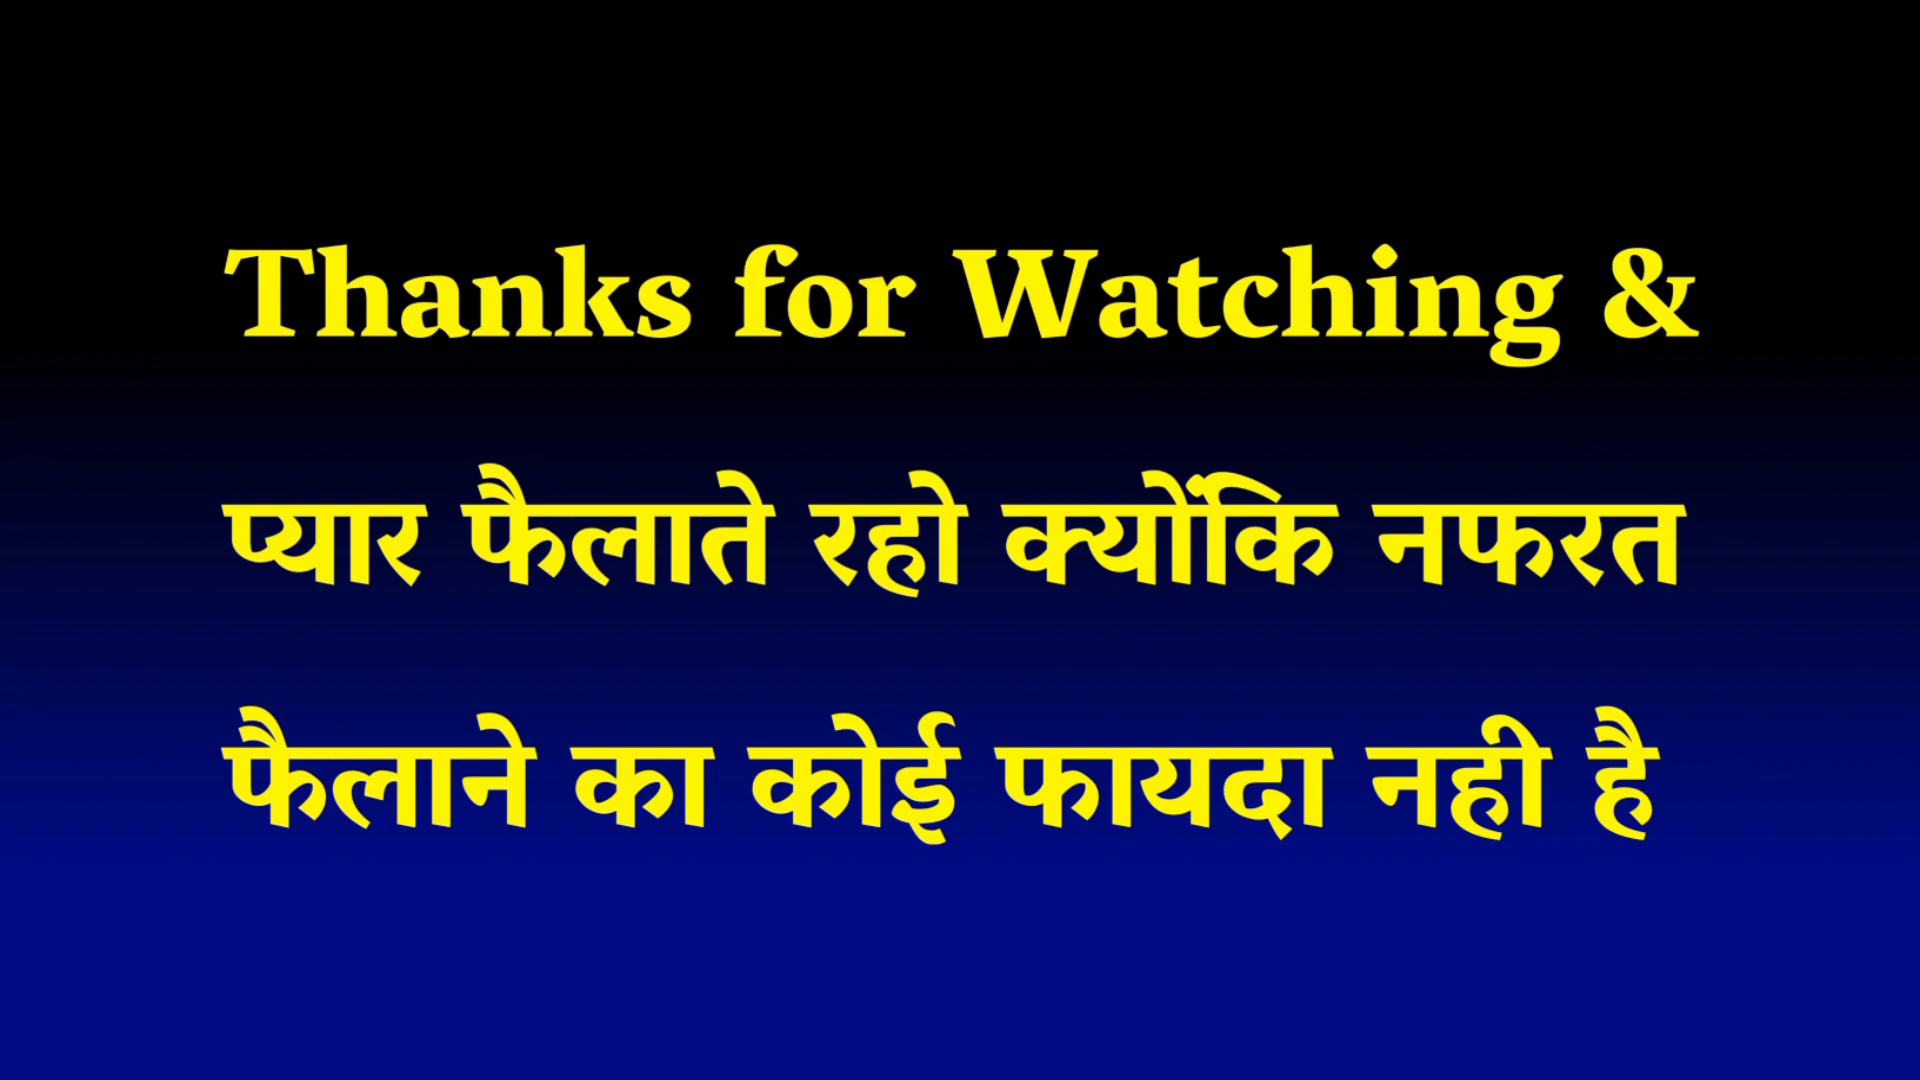 Thanks for Watching &
प्यार फैलाते रहो क्योंकि नफरत
फैलाने का कोई फायदा नही है